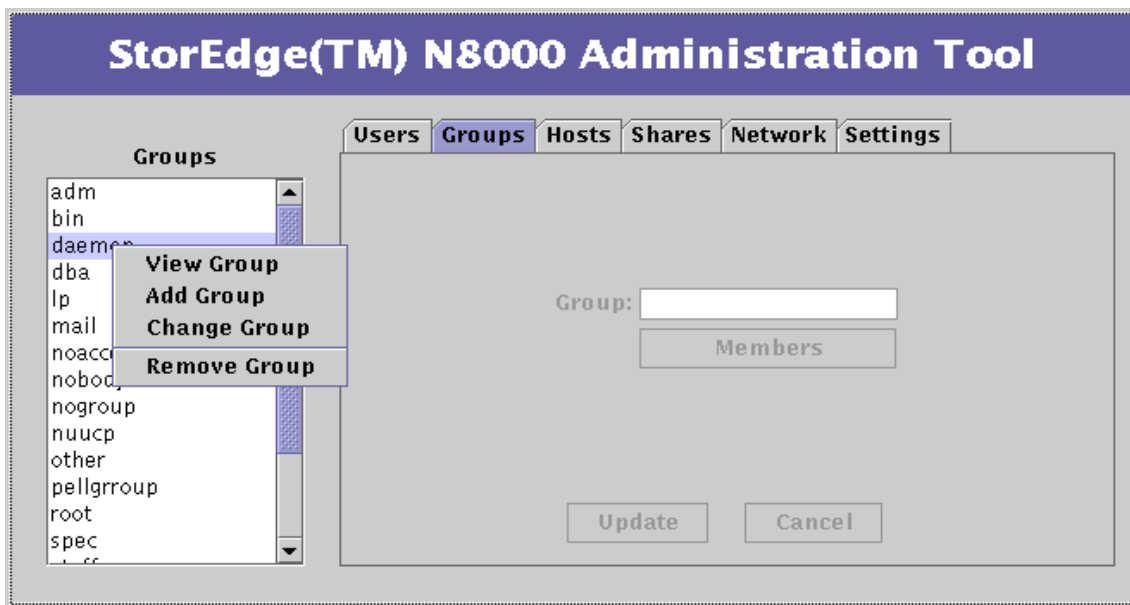 StorEdge(TM) N8000 Administration Tool
Users Groups Hosts Shares Network Settings
Groups
adm
bin
dba
lp
mail
nogroup
nuucp
other
pellgrroup
root
spec
View Group
Add Group
Change Group
Remove Group
Group:
Members
Update Cancel